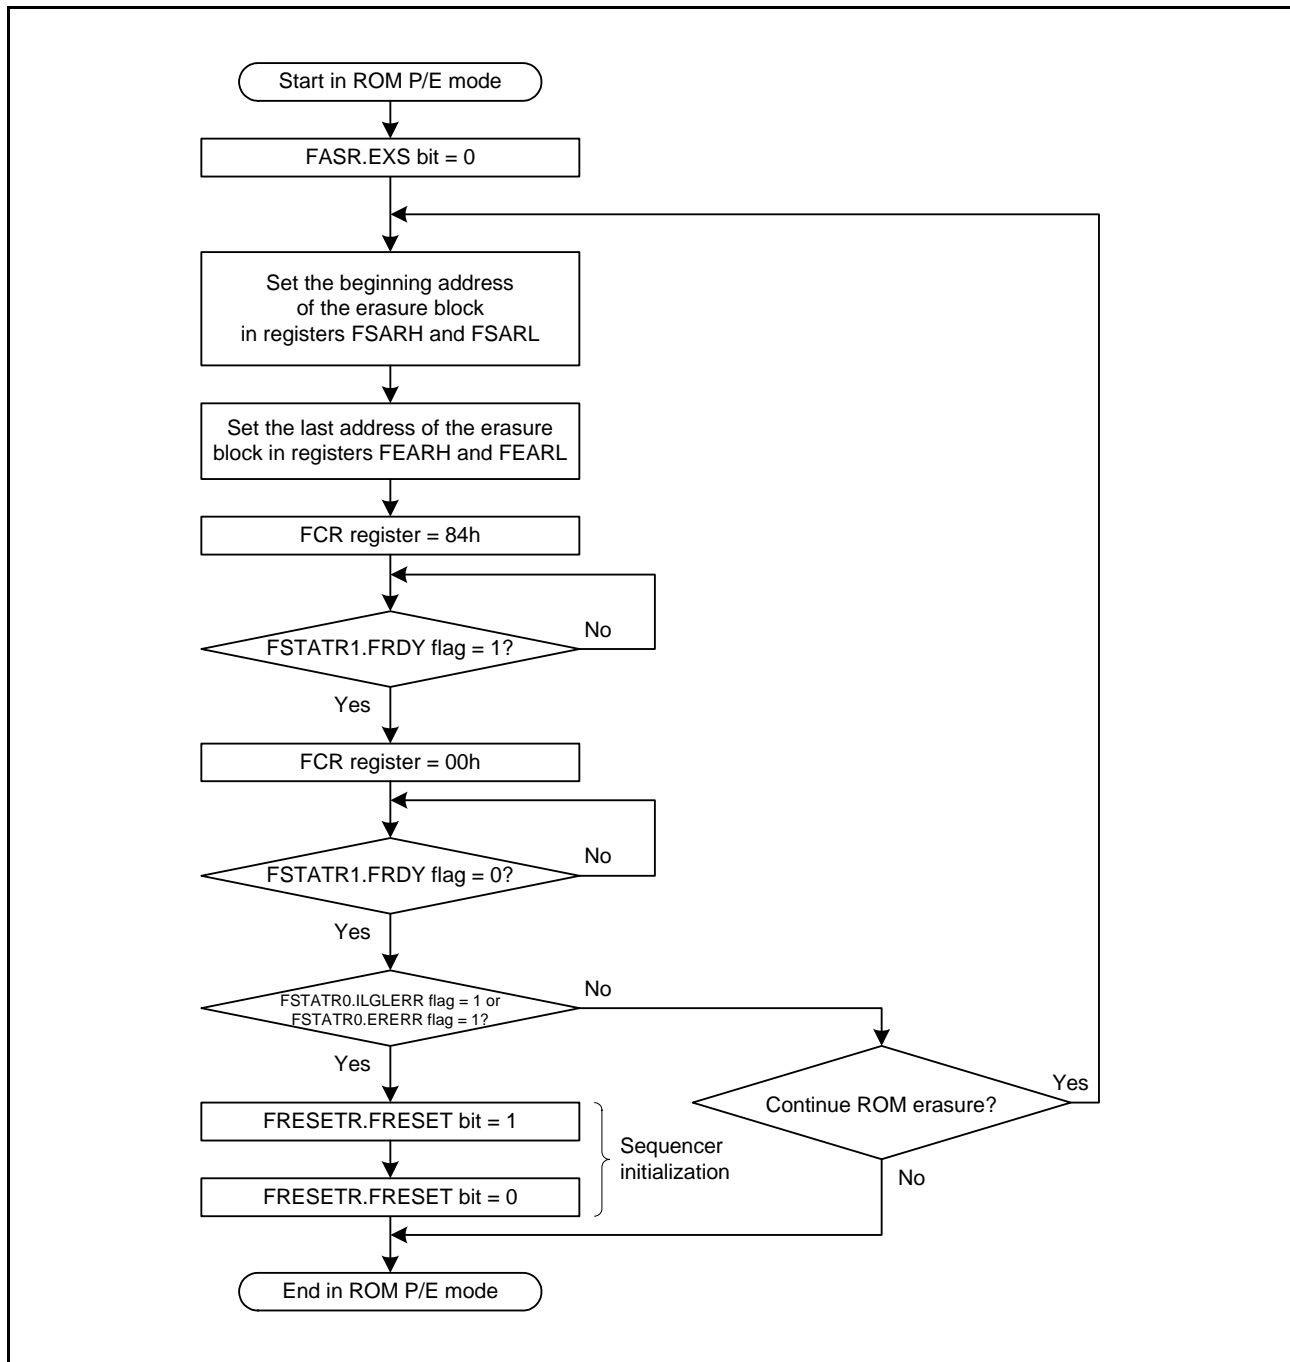 Start in ROM P/E mode
FASR.EXS bit = 0
Set the beginning address
of the erasure block
in registers FSARH and FSARL
Set the last address of the erasure
block in registers FEARH and FEARL
FCR register = 84h
FSTATR1.FRDY flag = 1?
No
Yes
FCR register = 00h
FSTATR1.FRDY flag = 0?
No
Yes
FSTATR0.ILGLERR flag = 1 or
FSTATR0.ERERR flag = 1?
No
Yes
Continue ROM erasure?
Yes
No
FRESETR.FRESET bit = 1
FRESETR.FRESET bit = 0
Sequencer
initialization
End in ROM P/E mode